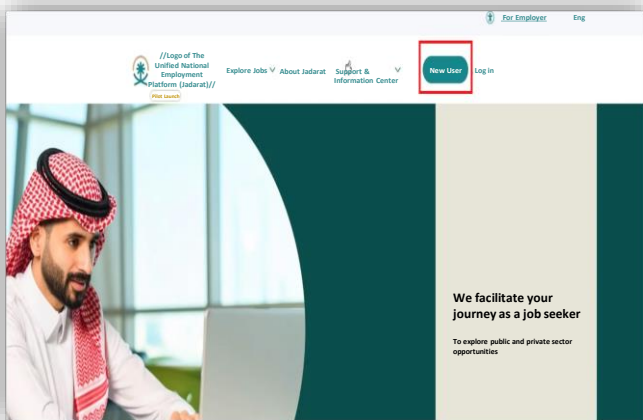 For Employer Eng
//Logo of The
Unified National
Employment
Platform (Jadarat)//
Pilot Launch
Explore Jobs
About Jadarat
Support &
Information Center
New User
Log in
We facilitate your
journey as a job seeker
To explore public and private sector
opportunities